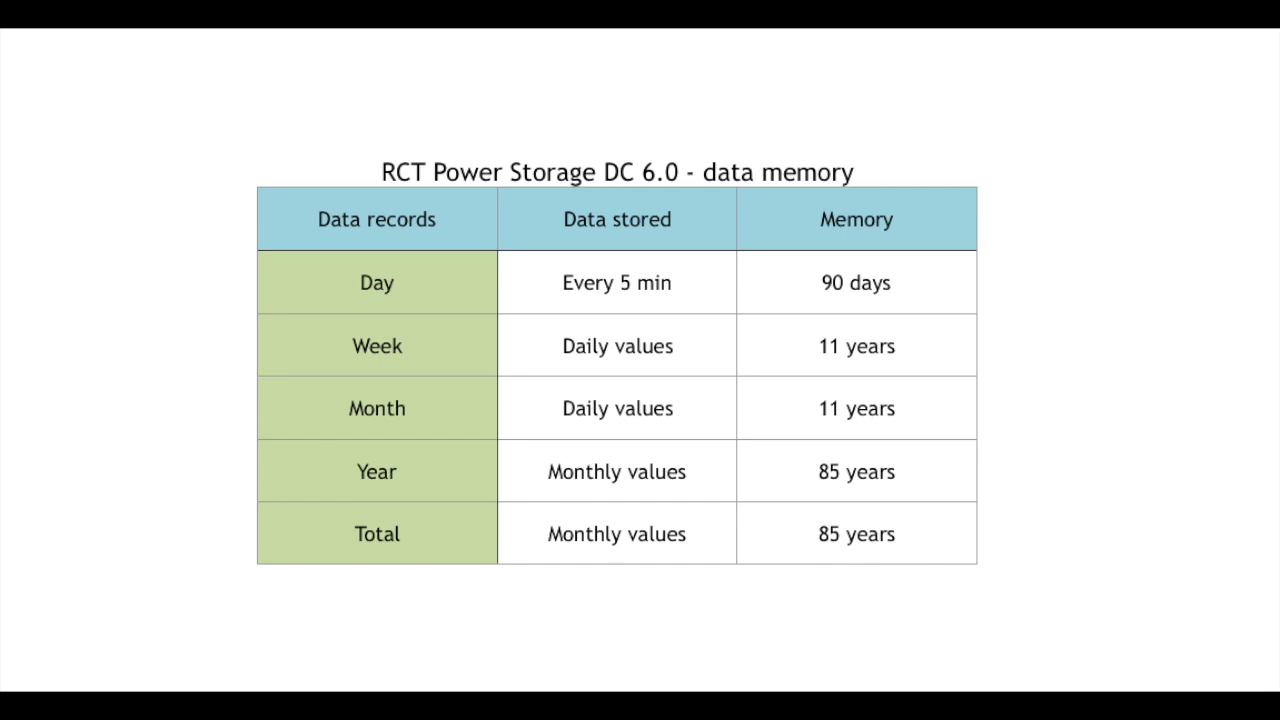 RCT Power Storage DC 6.0 - data memory
Data records Data stored Memory
Day Every 5 min 90 days
Week Daily values 11 years
Month Daily values 11 years
Year Monthly values 85 years
Total Monthly values 85 years